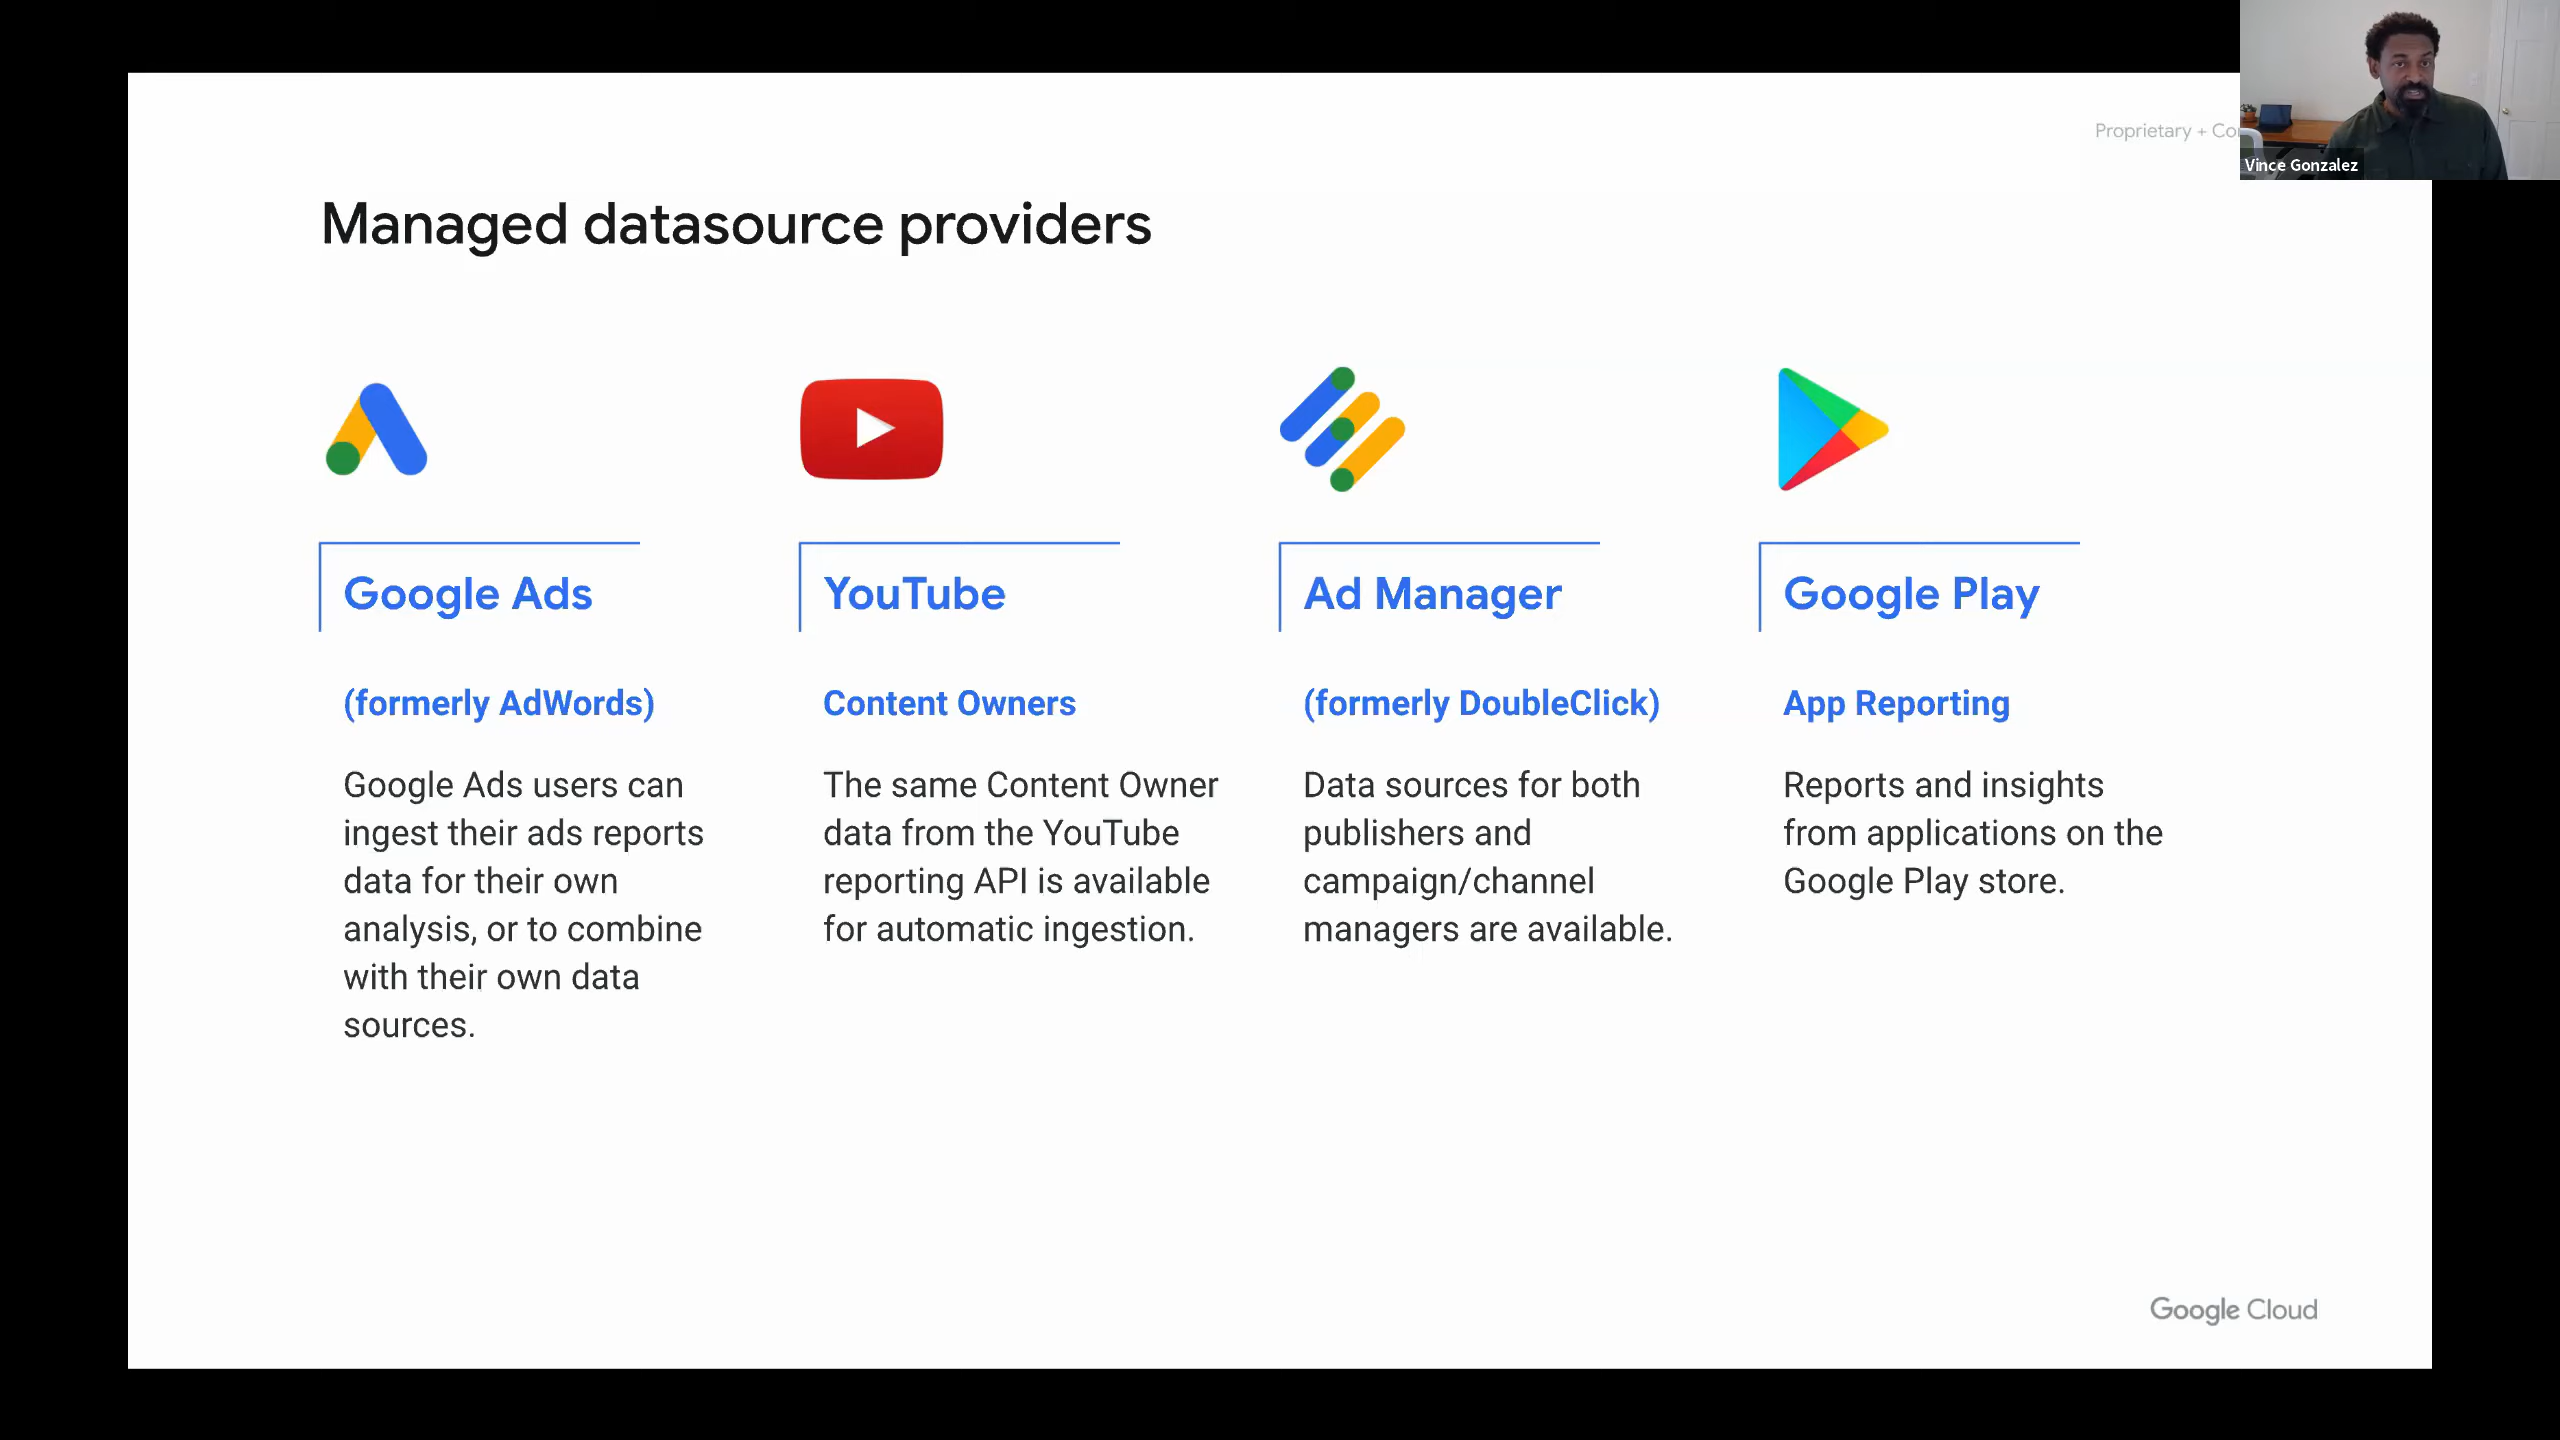 Proprietary +
Vince Gonzalez
Managed datasource providers
Google Ads
(formerly AdWords)
Google Ads users can
ingest their ads reports
data for their own
analysis, or to combine
with their own data
sources.
YouTube
Content Owners
The same Content Owner
data from the YouTube
reporting API is available
for automatic ingestion.
Ad Manager
(formerly DoubleClick)
Data sources for both
publishers and
campaign/channel
managers are available.
Google Play
App Reporting
Reports and insights
from applications on the
Google Play store.
Google Cloud